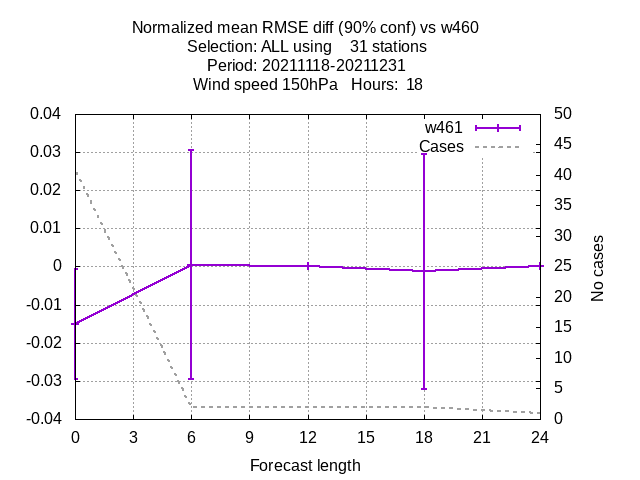 Normalized mean RMSE diff (90% conf) vs w460
Selection: ALL using    31 stations
Period: 20211118-20211231
Wind speed 150hPa   Hours:  18
w461
Cases
0.04
0.03
0.02
0.01
0
-0.01
-0.02
-0.03
-0.04
50
45
40
35
30
25
20
15
10
5
0
No cases
0 3 6 9 12 15 18 21 24
Forecast length